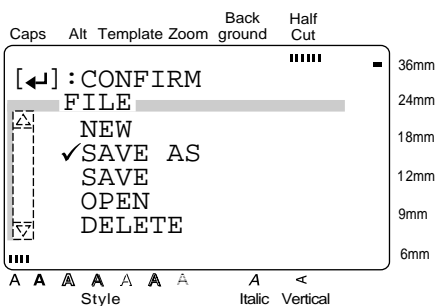 Back Half
Caps Alt Template Zoom ground Cut
[↵]:CONFIRM
36mm
FILE
24mm
NEW
18mm
✓SAVE AS
SAVE
12mm
OPEN
9mm
DELETE
6mm
A A A A A A A A A
Style Italic Vertical